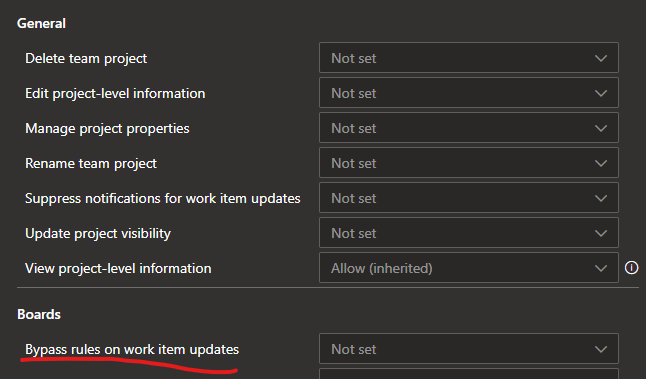 General
Delete team project Not set
Edit project-level information Not set
Manage project properties Not set
Rename team project Not set
Suppress notifications for work item updates Not set
Update project visibility Not set
View project-level information Allow (inherited)
Boards
Bypass rules on work item updates Not set